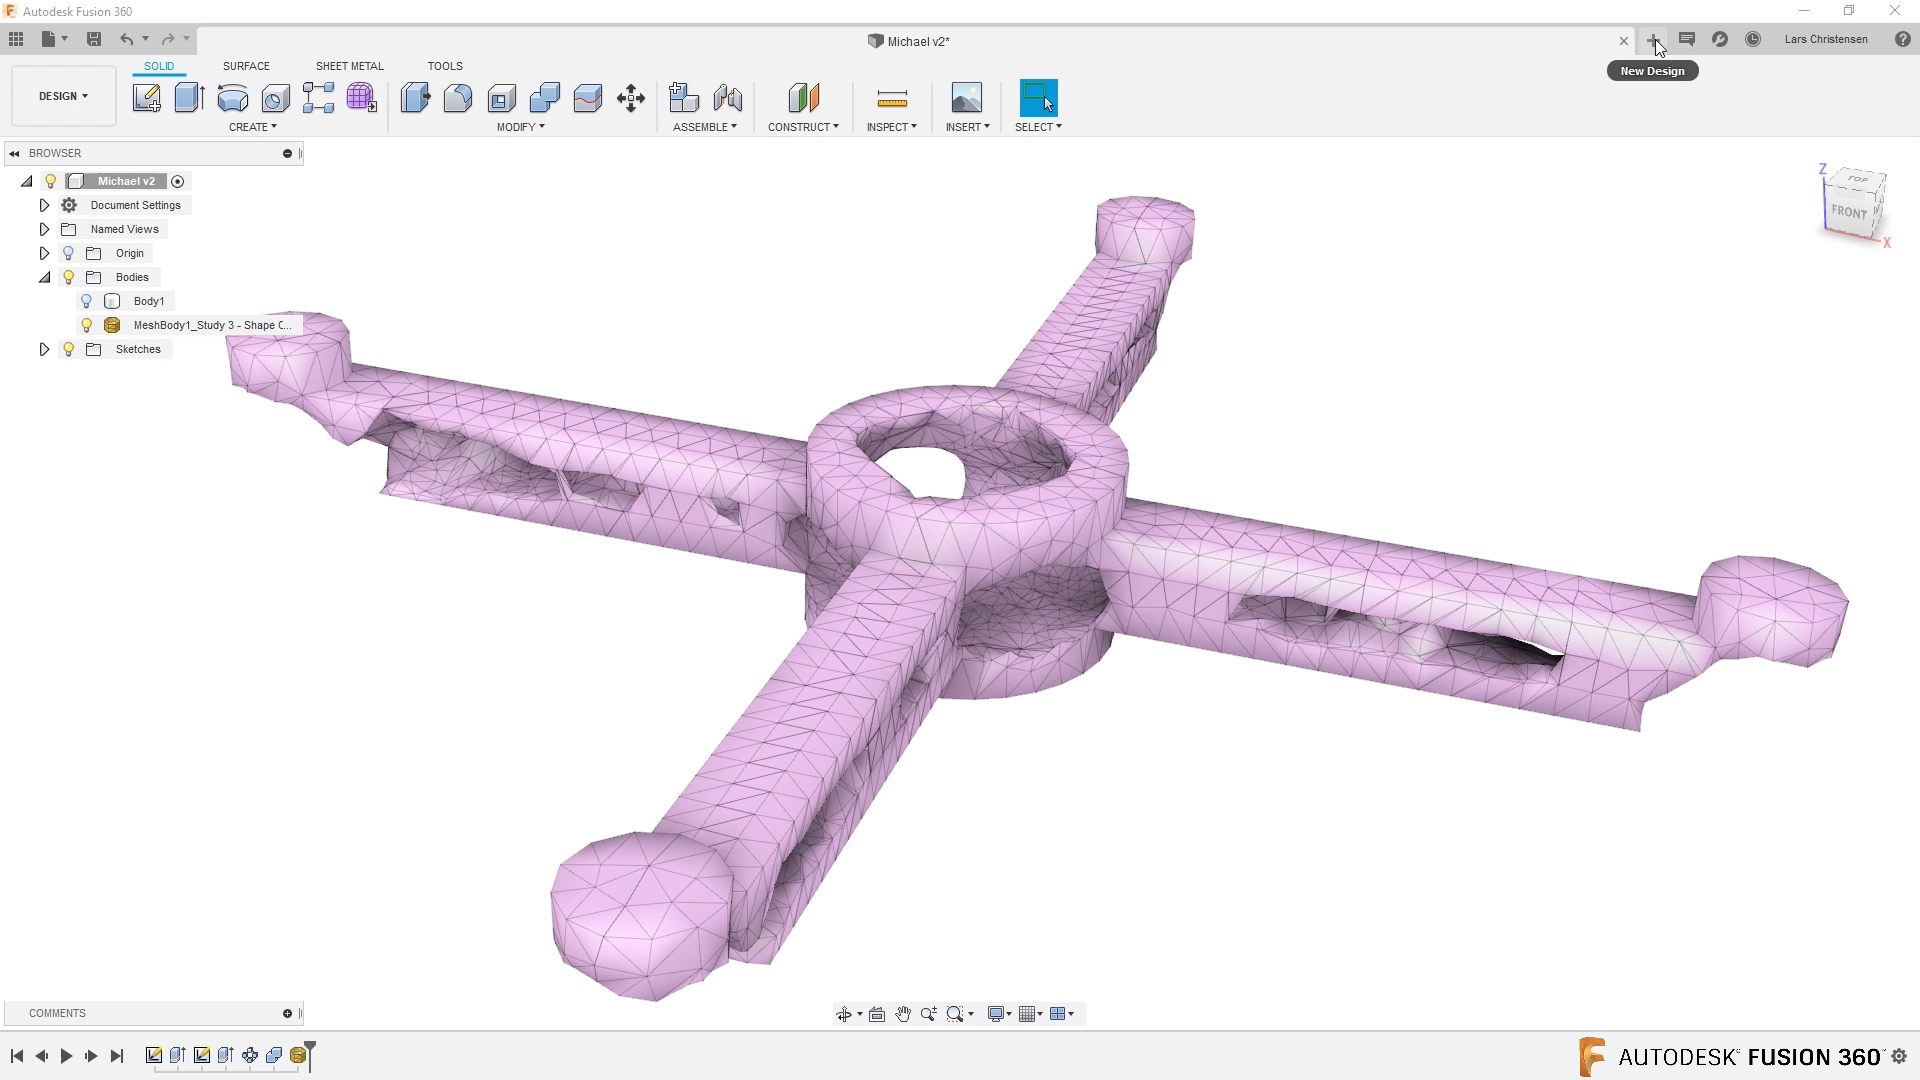 Autodesk Fusion 360
Michael v2*
Lars Christensen
New Design
SOLID SURFACE SHEET METAL TOOLS
DESIGN
CREATE MODIFY ASSEMBLE CONSTRUCT INSPECT INSERT SELECT
BROWSER
Michael v2
Document Settings
Named Views
Origin
Bodies
Body1
MeshBody1_Study 3 - Shape C...
Sketches
Z
TOP
FRONT
X
COMMENTS
AUTODESK FUSION 360